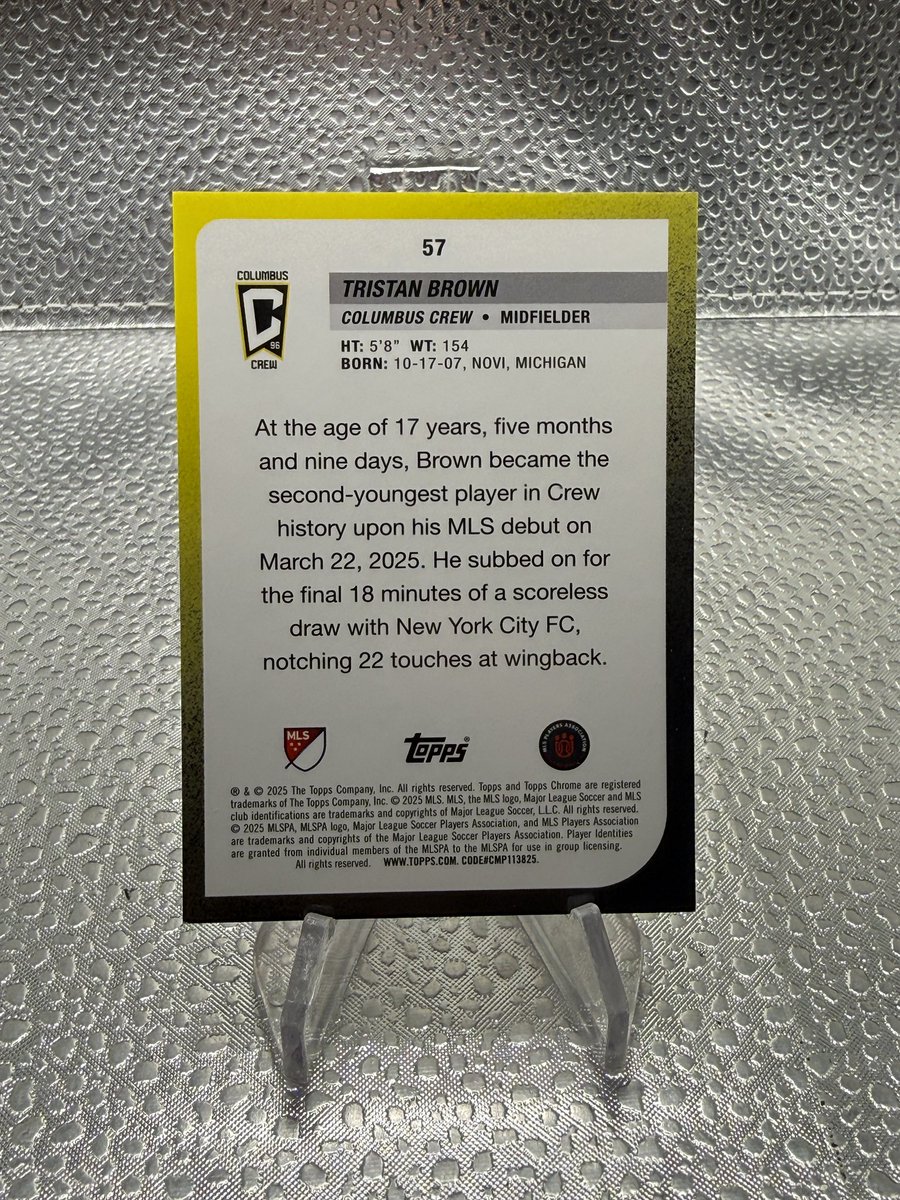 57
COLUMBUS
C
96
CREW
TRISTAN BROWN
COLUMBUS CREW • MIDFIELDER
HT: 5'8" WT: 154
BORN: 10-17-07, NOVI, MICHIGAN
At the age of 17 years, five months
and nine days, Brown became the
second-youngest player in Crew
history upon his MLS debut on
March 22, 2025. He subbed on for
the final 18 minutes of a scoreless
draw with New York City FC,
notching 22 touches at wingback.
MLS
Topps®
MLS PLAYERS ASSOCIATION
® & © 2025 The Topps Company, Inc. All rights reserved. Topps and Topps Chrome are registered
trademarks of The Topps Company, Inc. © 2025 MLS. MLS, the MLS logo, Major League Soccer and MLS
club identifications are trademarks and copyrights of Major League Soccer, L.L.C. All rights reserved.
© 2025 MLSPA, MLSPA logo, Major League Soccer Players Association, and MLS Players Association
are trademarks and copyrights of the Major League Soccer Players Association. Player Identities
are granted from individual members of the MLSPA to the MLSPA for use in group licensing.
All rights reserved. WWW.TOPPS.COM. CODE#CMP113825.